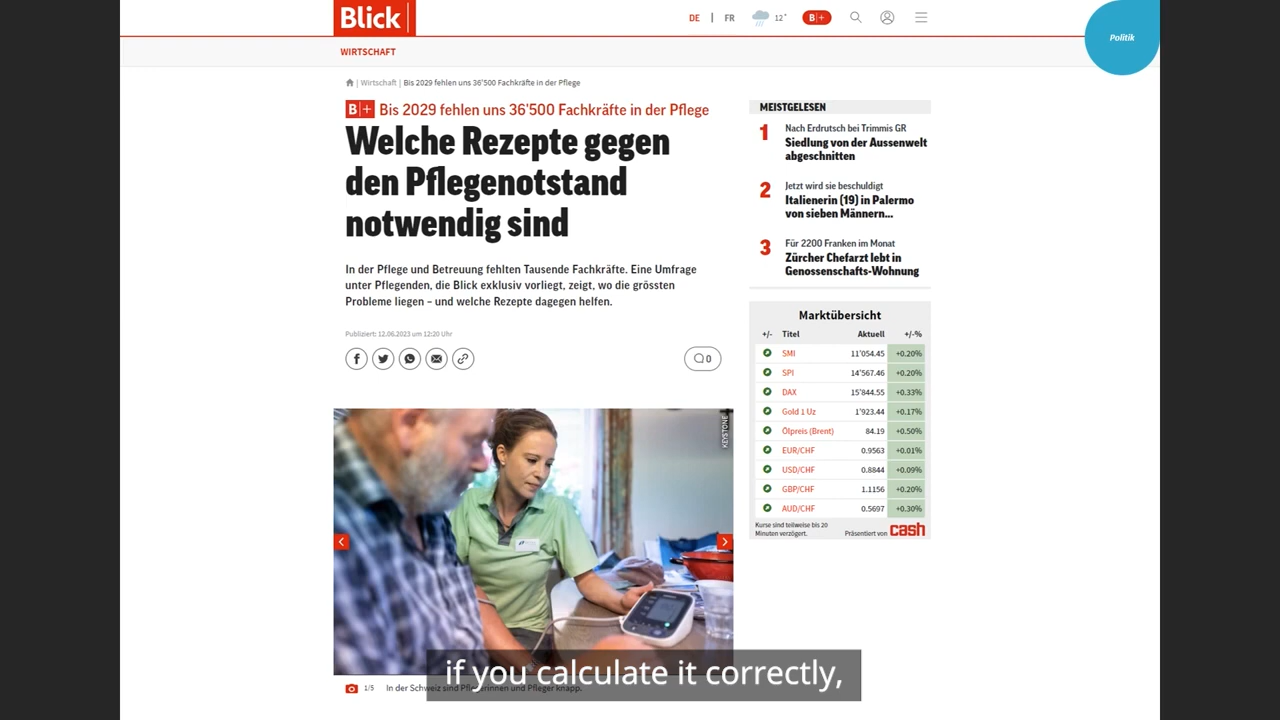 Blick
DE | FR 12° B+
Politik
WIRTSCHAFT
| Wirtschaft | Bis 2029 fehlen uns 36'500 Fachkräfte in der Pflege
B+ Bis 2029 fehlen uns 36'500 Fachkräfte in der Pflege
Welche Rezepte gegen
den Pflegenotstand
notwendig sind
In der Pflege und Betreuung fehlten Tausende Fachkräfte. Eine Umfrage
unter Pflegenden, die Blick exklusiv vorliegt, zeigt, wo die grössten
Probleme liegen – und welche Rezepte dagegen helfen.
Publiziert: 12.06.2023 um 12:20 Uhr
0
KEYSTONE
1/5 In der Schweiz sind Pflegerinnen und Pfleger knapp.
MEISTGELESEN
1 Nach Erdrutsch bei Trimmis GR
Siedlung von der Aussenwelt
abgeschnitten
2 Jetzt wird sie beschuldigt
Italienerin (19) in Palermo
von sieben Männern...
3 Für 2200 Franken im Monat
Zürcher Chefarzt lebt in
Genossenschafts-Wohnung
Marktübersicht
+/- Titel Aktuell +/-%
SMI 11'054.45 +0.20%
SPI 14'567.46 +0.20%
DAX 15'844.55 +0.33%
Gold 1 Uz 1'923.44 +0.17%
Ölpreis (Brent) 84.19 +0.50%
EUR/CHF 0.9563 +0.01%
USD/CHF 0.8844 +0.09%
GBP/CHF 1.1156 +0.20%
AUD/CHF 0.5697 +0.30%
Kurse sind teilweise bis 20
Minuten verzögert.
Präsentiert von cash
if you calculate it correctly,